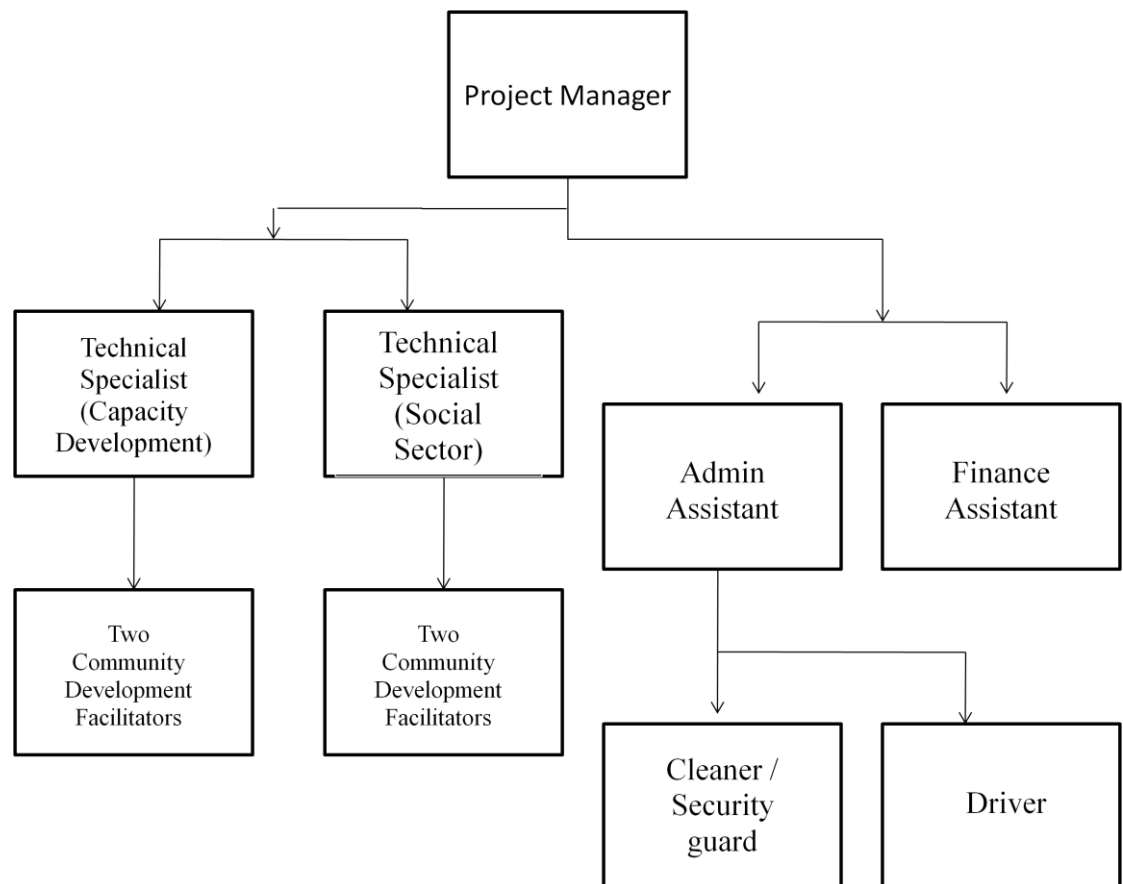 Project Manager
Technical
Specialist
(Capacity
Development)
Technical
Specialist
(Social
Sector)
Admin
Assistant
Finance
Assistant
Two
Community
Development
Facilitators
Two
Community
Development
Facilitators
Cleaner /
Security
guard
Driver